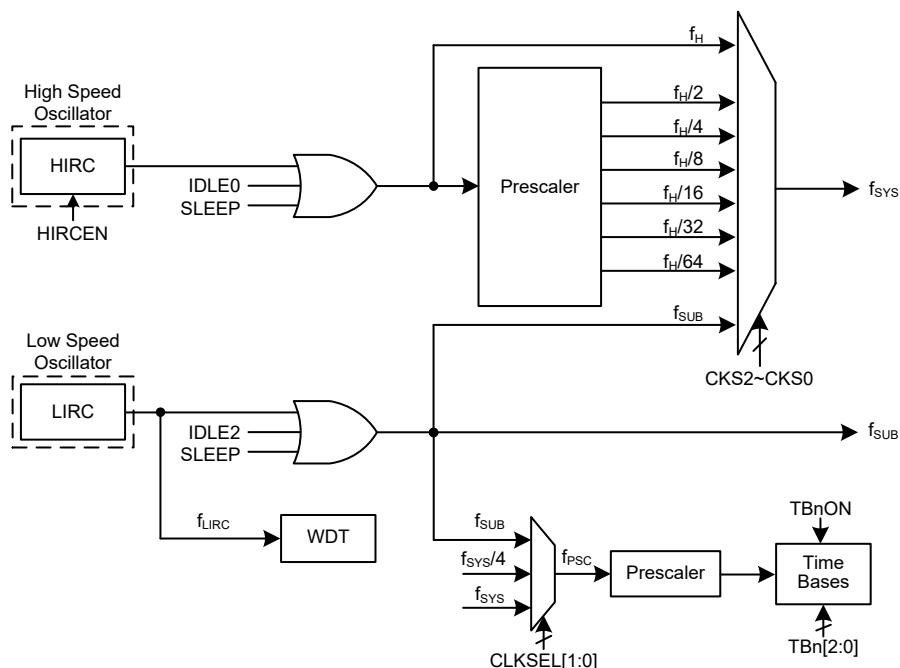 High Speed
Oscillator
HIRC
HIRCEN
IDLE0
SLEEP
Prescaler
fH
fH/2
fH/4
fH/8
fH/16
fH/32
fH/64
fSUB
fSYS
CKS2~CKS0
Low Speed
Oscillator
LIRC
IDLE2
SLEEP
fSUB
fLIRC
WDT
fSUB
fSYS/4
fSYS
CLKSEL[1:0]
fPSC
Prescaler
TBnON
Time
Bases
TBn[2:0]